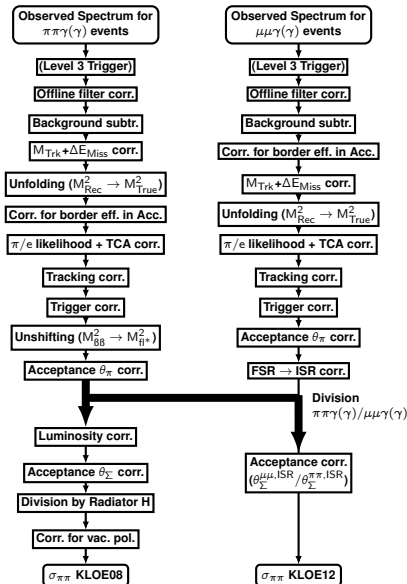 Observed Spectrum for
ππγ(γ) events
(Level 3 Trigger)
Offline filter corr.
Background subtr.
M_Trk+ΔE_Miss corr.
Unfolding (M²_Rec → M²_True)
Corr. for border eff. in Acc.
π/e likelihood + TCA corr.
Tracking corr.
Trigger corr.
Unshifting (M²_ßß → M²_fl*)
Acceptance θ_π corr.
Luminosity corr.
Acceptance θ_Σ corr.
Division by Radiator H
Corr. for vac. pol.
σ_ππ KLOE08
Observed Spectrum for
μμγ(γ) events
(Level 3 Trigger)
Offline filter corr.
Background subtr.
Corr. for border eff. in Acc.
M_Trk+ΔE_Miss corr.
Unfolding (M²_Rec → M²_True)
π/e likelihood + TCA corr.
Tracking corr.
Trigger corr.
Acceptance θ_π corr.
FSR → ISR corr.
Division
ππγ(γ)/μμγ(γ)
Acceptance corr.
(θ_Σ^μμ,ISR/θ_Σ^ππ,ISR)
σ_ππ KLOE12